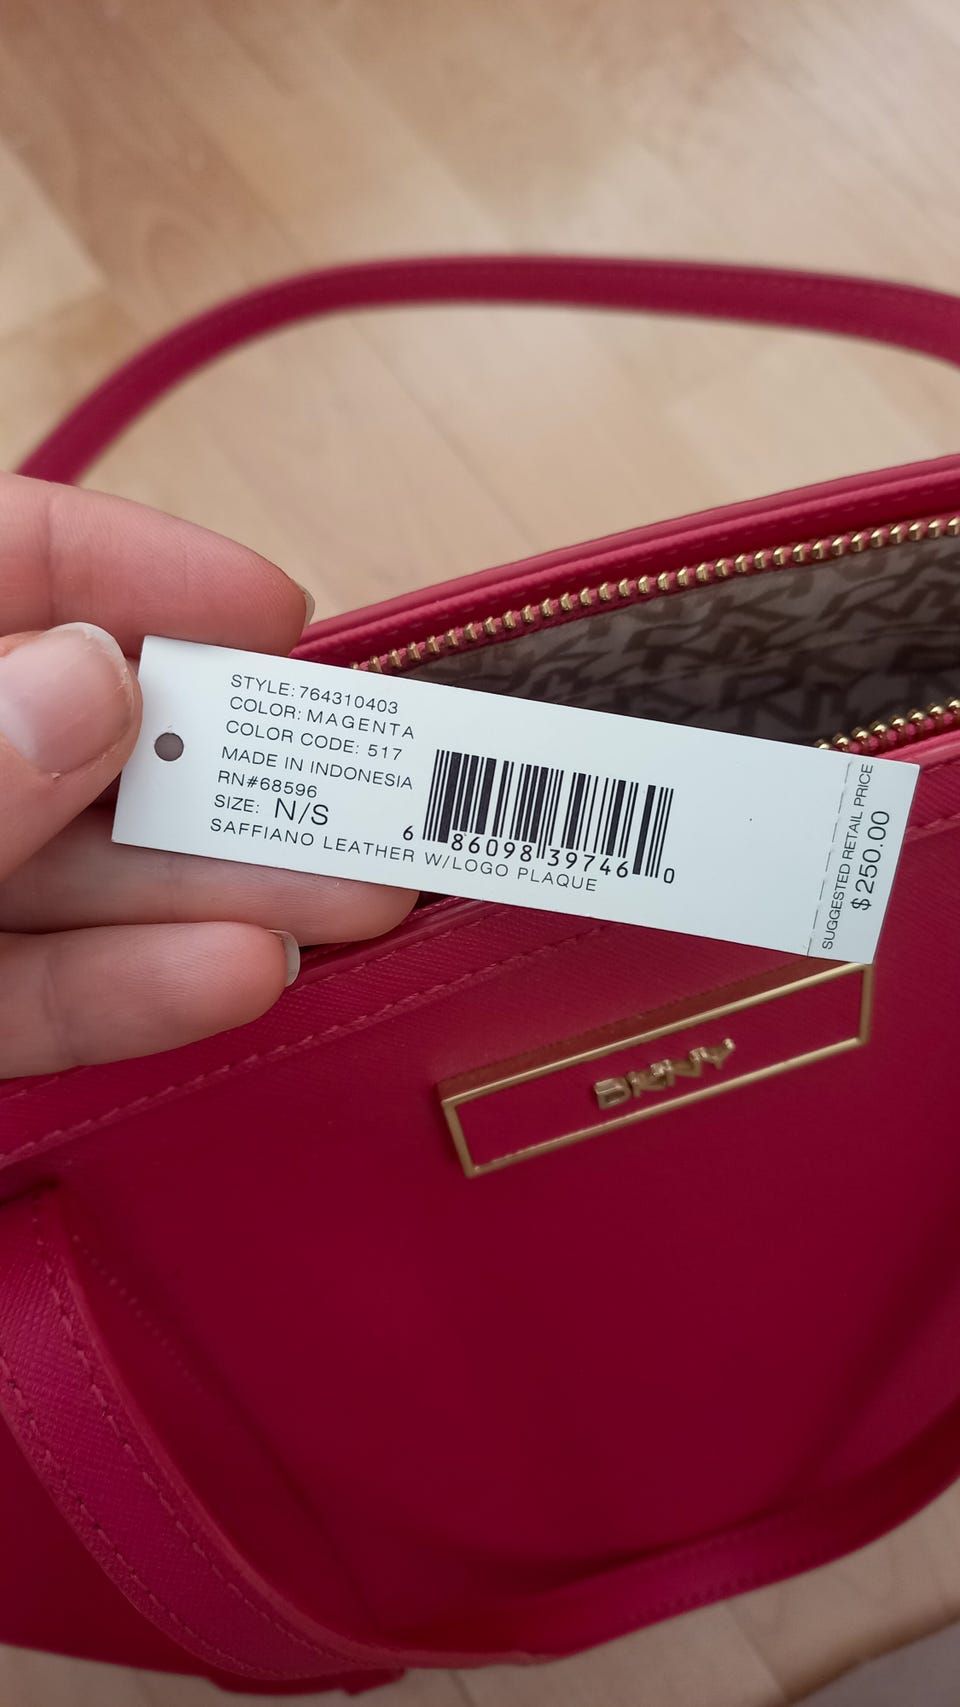 STYLE: 764310403
COLOR: MAGENTA
COLOR CODE: 517
MADE IN INDONESIA
RN#68596
SIZE: N/S
SAFFIANO LEATHER W/LOGO PLAQUE
6 86098 39746 0
SUGGESTED RETAIL PRICE
$250.00
DKNY